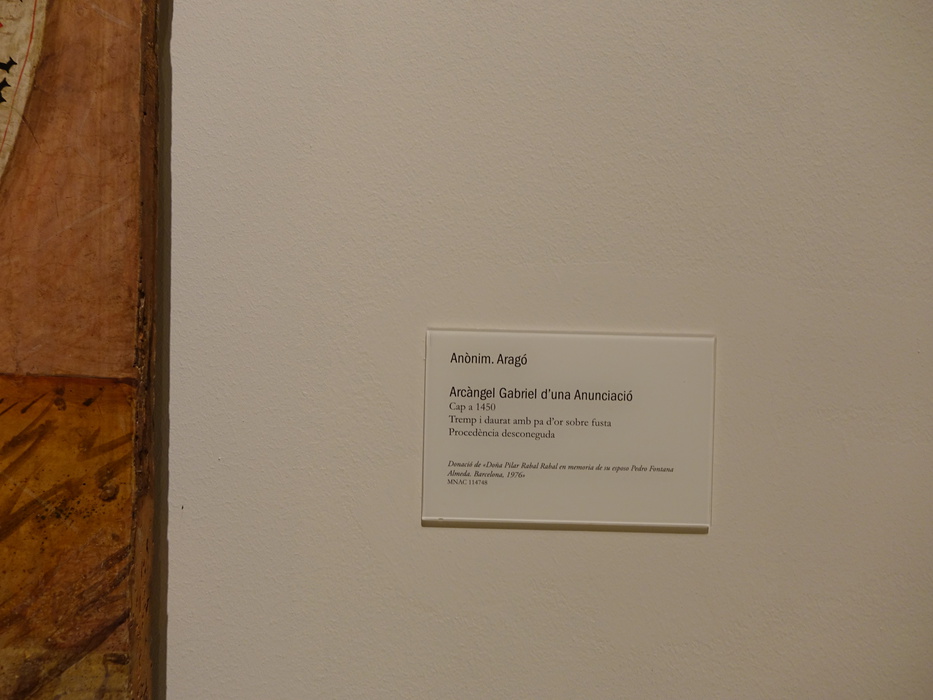 Anònim. Aragó
Arcàngel Gabriel d'una Anunciació
Cap a 1450
Tremp i daurat amb pa d'or sobre fusta
Procedència desconeguda
Donació de «Doña Pilar Rabal Rabal en memoria de su esposo Pedro Fontana
Almeda. Barcelona, 1976»
MNAC 114748